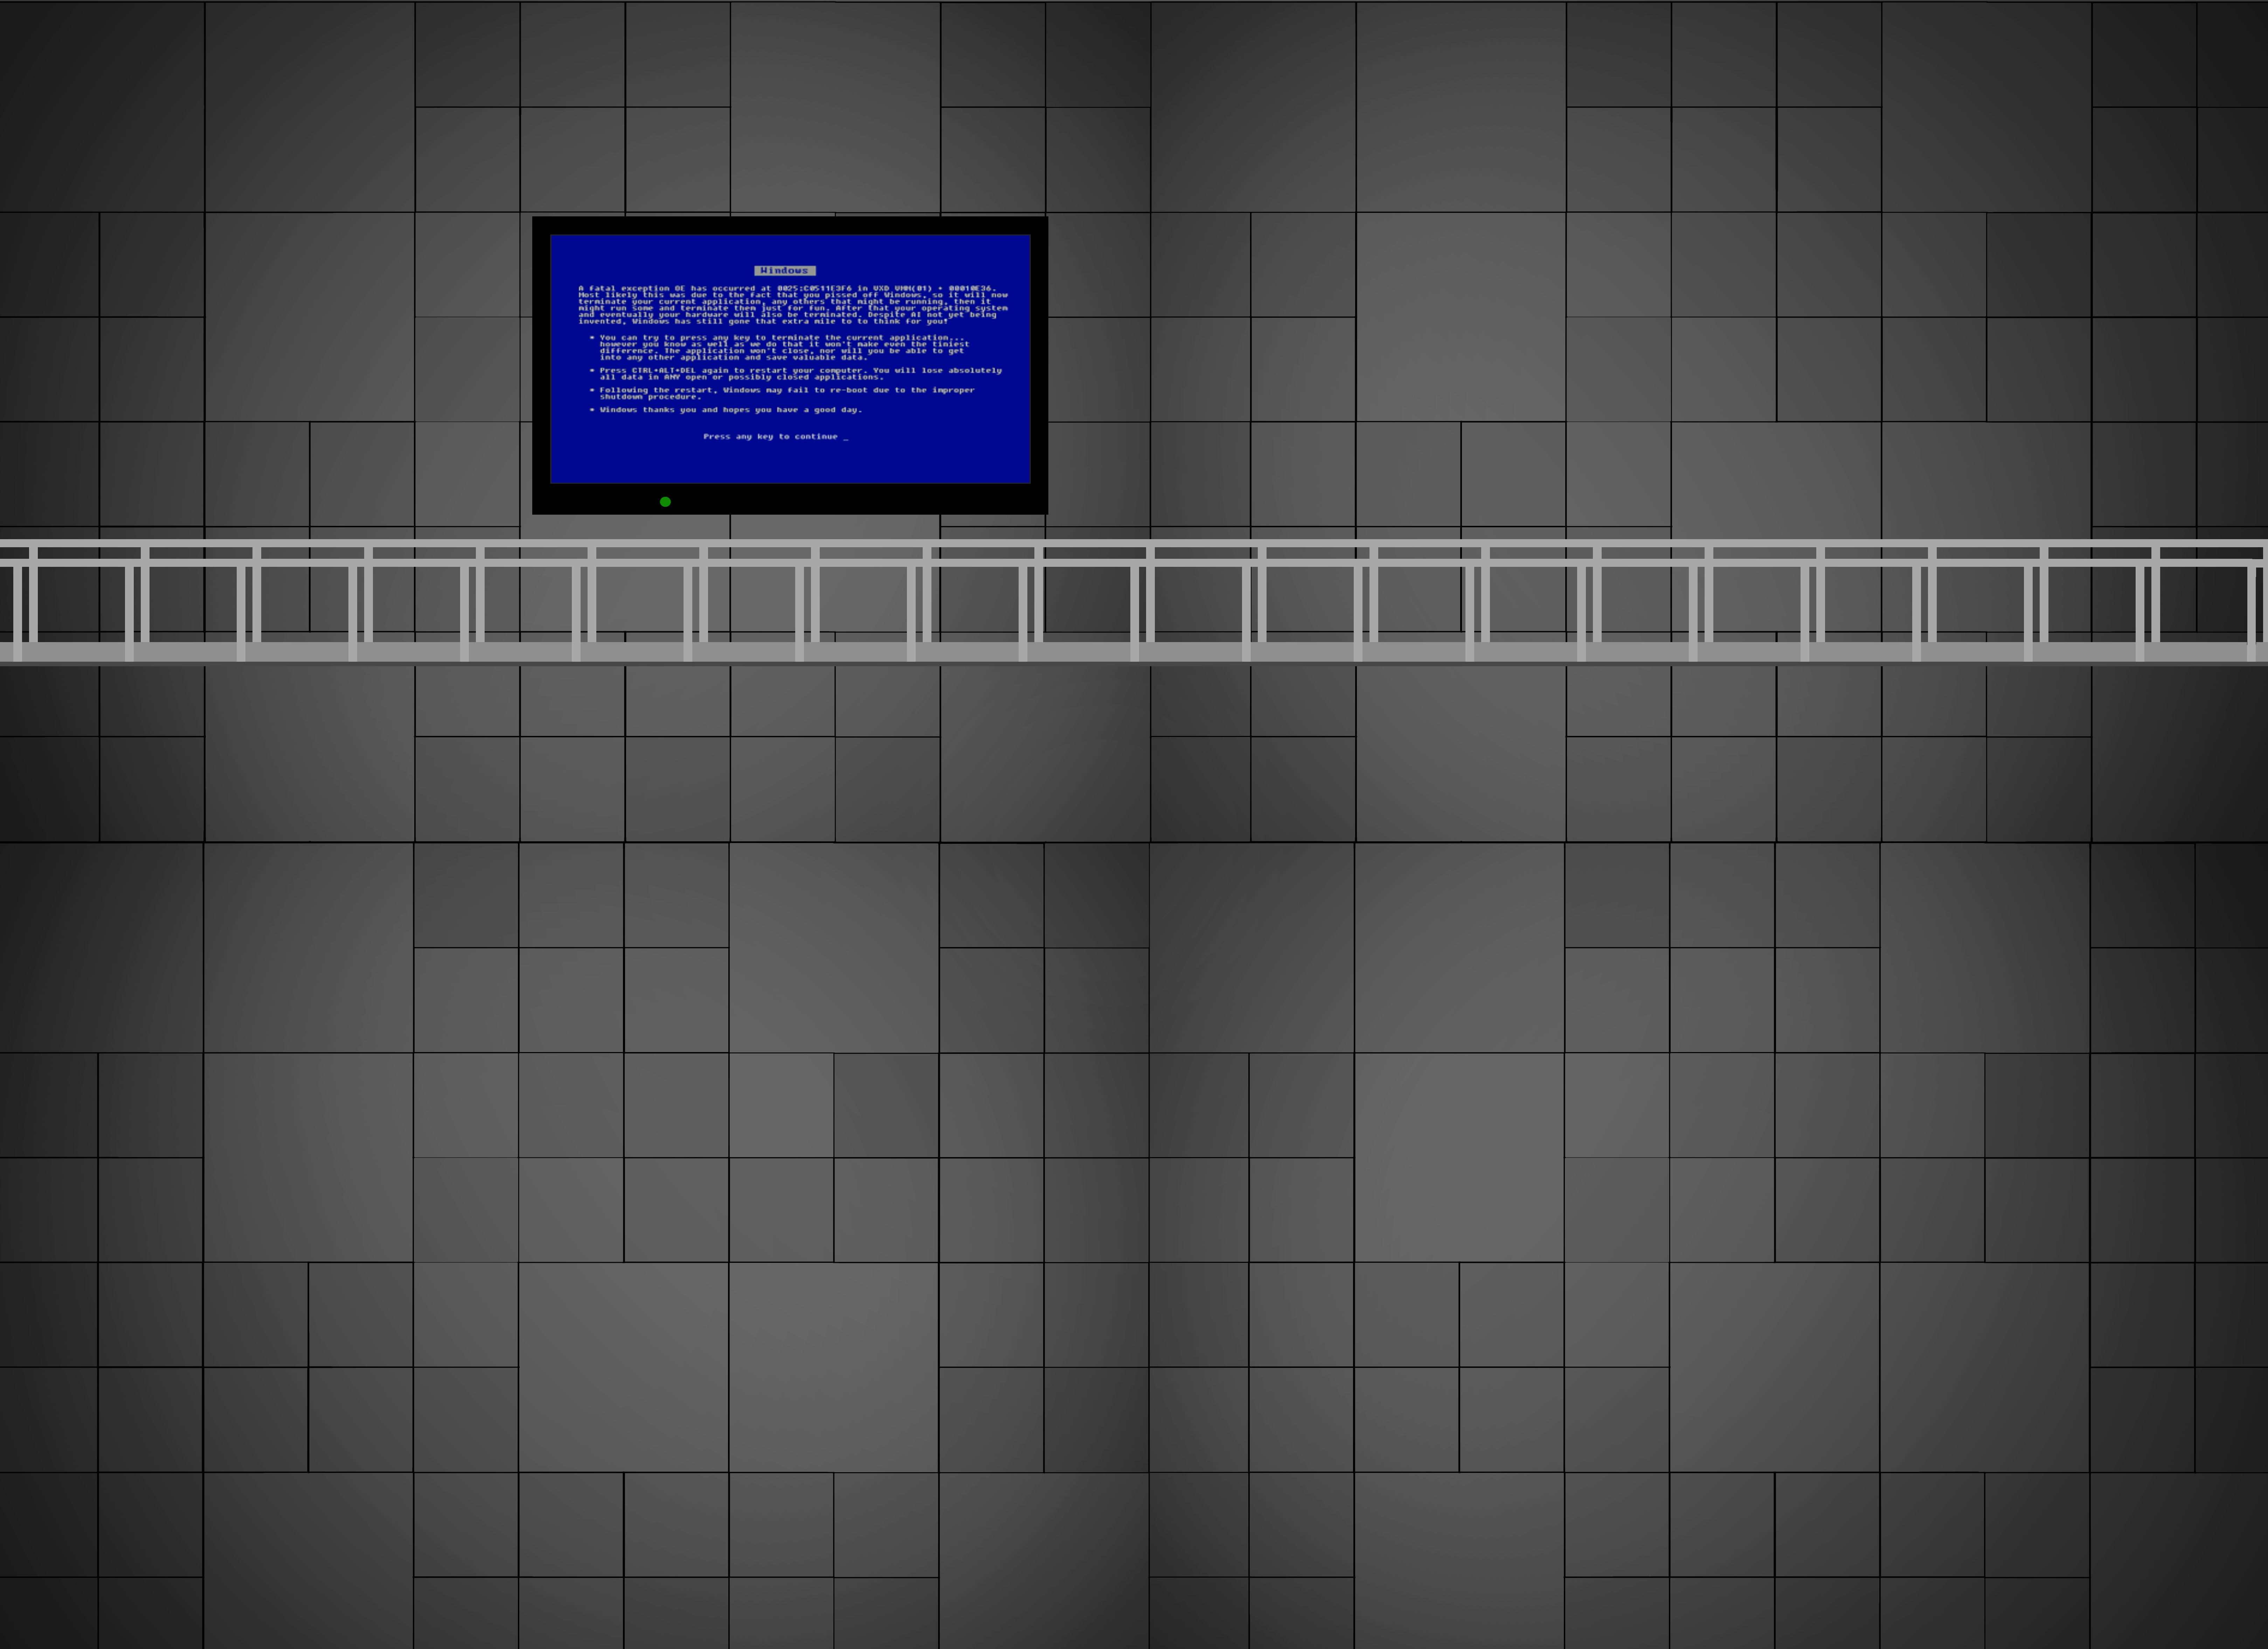 Windows
A fatal exception 0E has occurred at 0025:C0511E3F6 in VXD VMM(01) + 00010E36.
Most likely this was due to the fact that you pissed off Windows, so it will now
terminate your current application, any others that might be running, then it
might run some and terminate them just for fun. After that your operating system
and eventually your hardware will also be terminated. Despite AI not yet being
invented, Windows has still gone that extra mile to to think for you!
* You can try to press any key to terminate the current application...
however you know as well as we do that it won't make even the tiniest
difference. The application won't close, nor will you be able to get
into any other application and save valuable data.
* Press CTRL+ALT+DEL again to restart your computer. You will lose absolutely
all data in ANY open or possibly closed applications.
* Following the restart, Windows may fail to re-boot due to the improper
shutdown procedure.
* Windows thanks you and hopes you have a good day.
Press any key to continue _